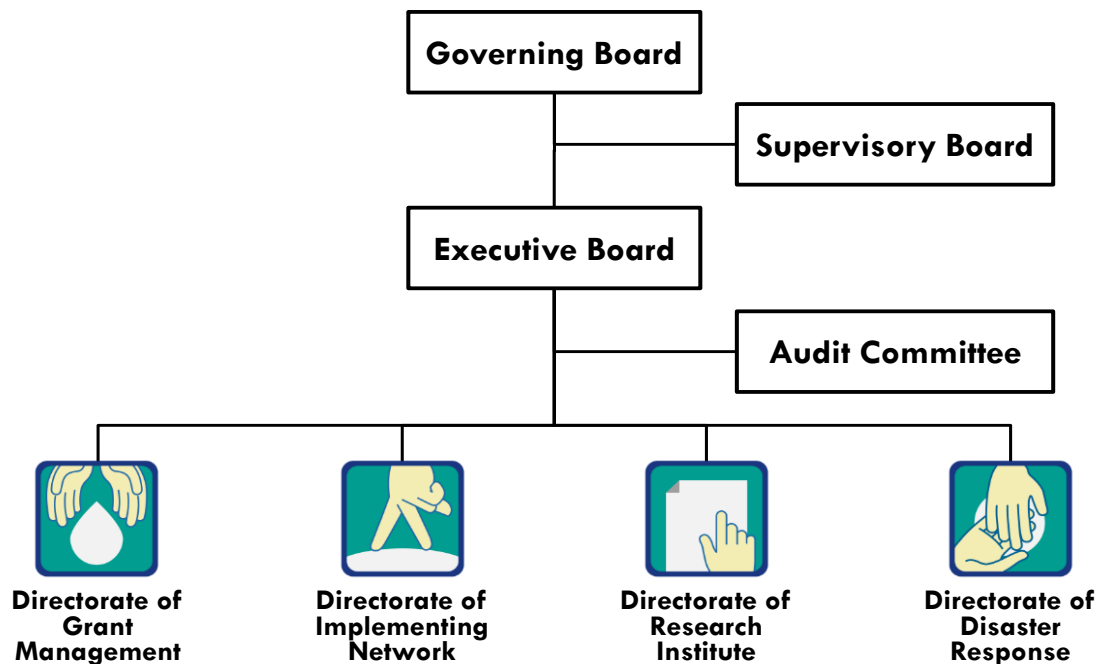 Governing Board
Supervisory Board
Executive Board
Audit Committee
Directorate of
Grant
Management
Directorate of
Implementing
Network
Directorate of
Research
Institute
Directorate of
Disaster
Response